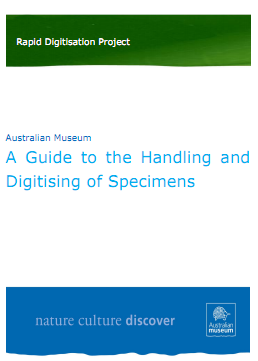 Rapid Digitisation Project
Australian Museum
A Guide to the Handling and
Digitising of Specimens
nature culture discover
Australian
museum